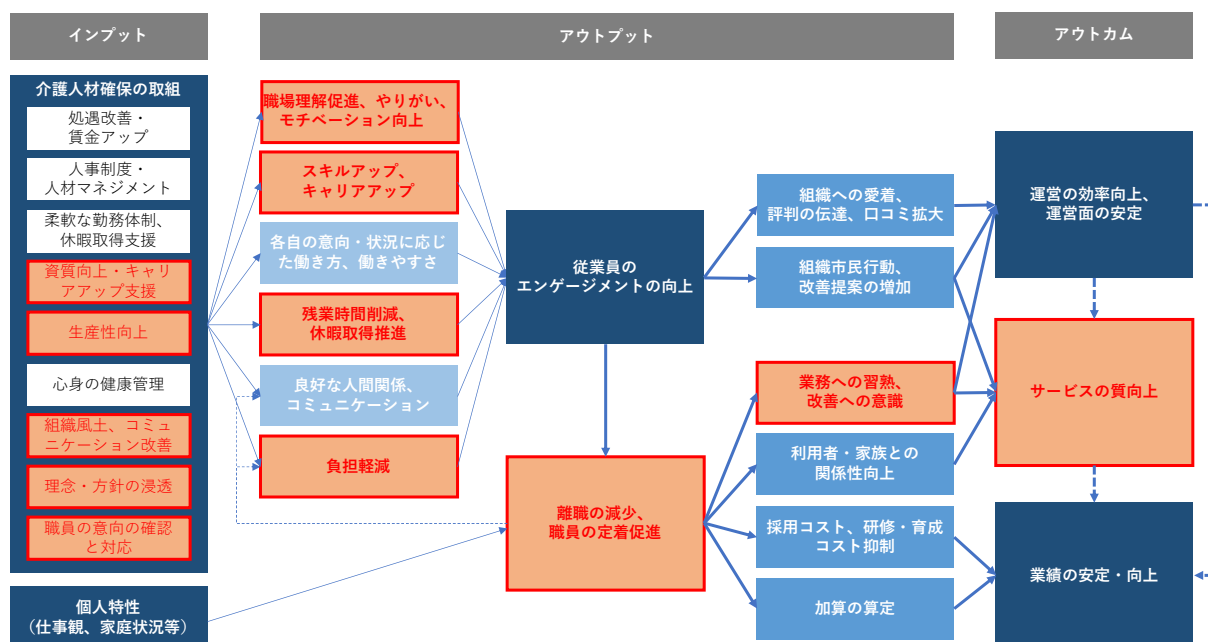 インプット
アウトプット
アウトカム
介護人材確保の取組
処遇改善・
賃金アップ
人事制度・
人材マネジメント
柔軟な勤務体制、
休暇取得支援
資質向上・キャリ
アアップ支援
生産性向上
心身の健康管理
組織風土、コミュ
ニケーション改善
理念・方針の浸透
職員の意向の確認
と対応
個人特性
（仕事観、家庭状況等）
職場理解促進、やりがい、
モチベーション向上
スキルアップ、
キャリアアップ
各自の意向・状況に応じ
た働き方、働きやすさ
残業時間削減、
休暇取得推進
良好な人間関係、
コミュニケーション
負担軽減
従業員の
エンゲージメントの向上
離職の減少、
職員の定着促進
組織への愛着、
評判の伝達、口コミ拡大
組織市民行動、
改善提案の増加
業務への習熟、
改善への意識
利用者・家族との
関係性向上
採用コスト、研修・育成
コスト抑制
加算の算定
運営の効率向上、
運営面の安定
サービスの質向上
業績の安定・向上